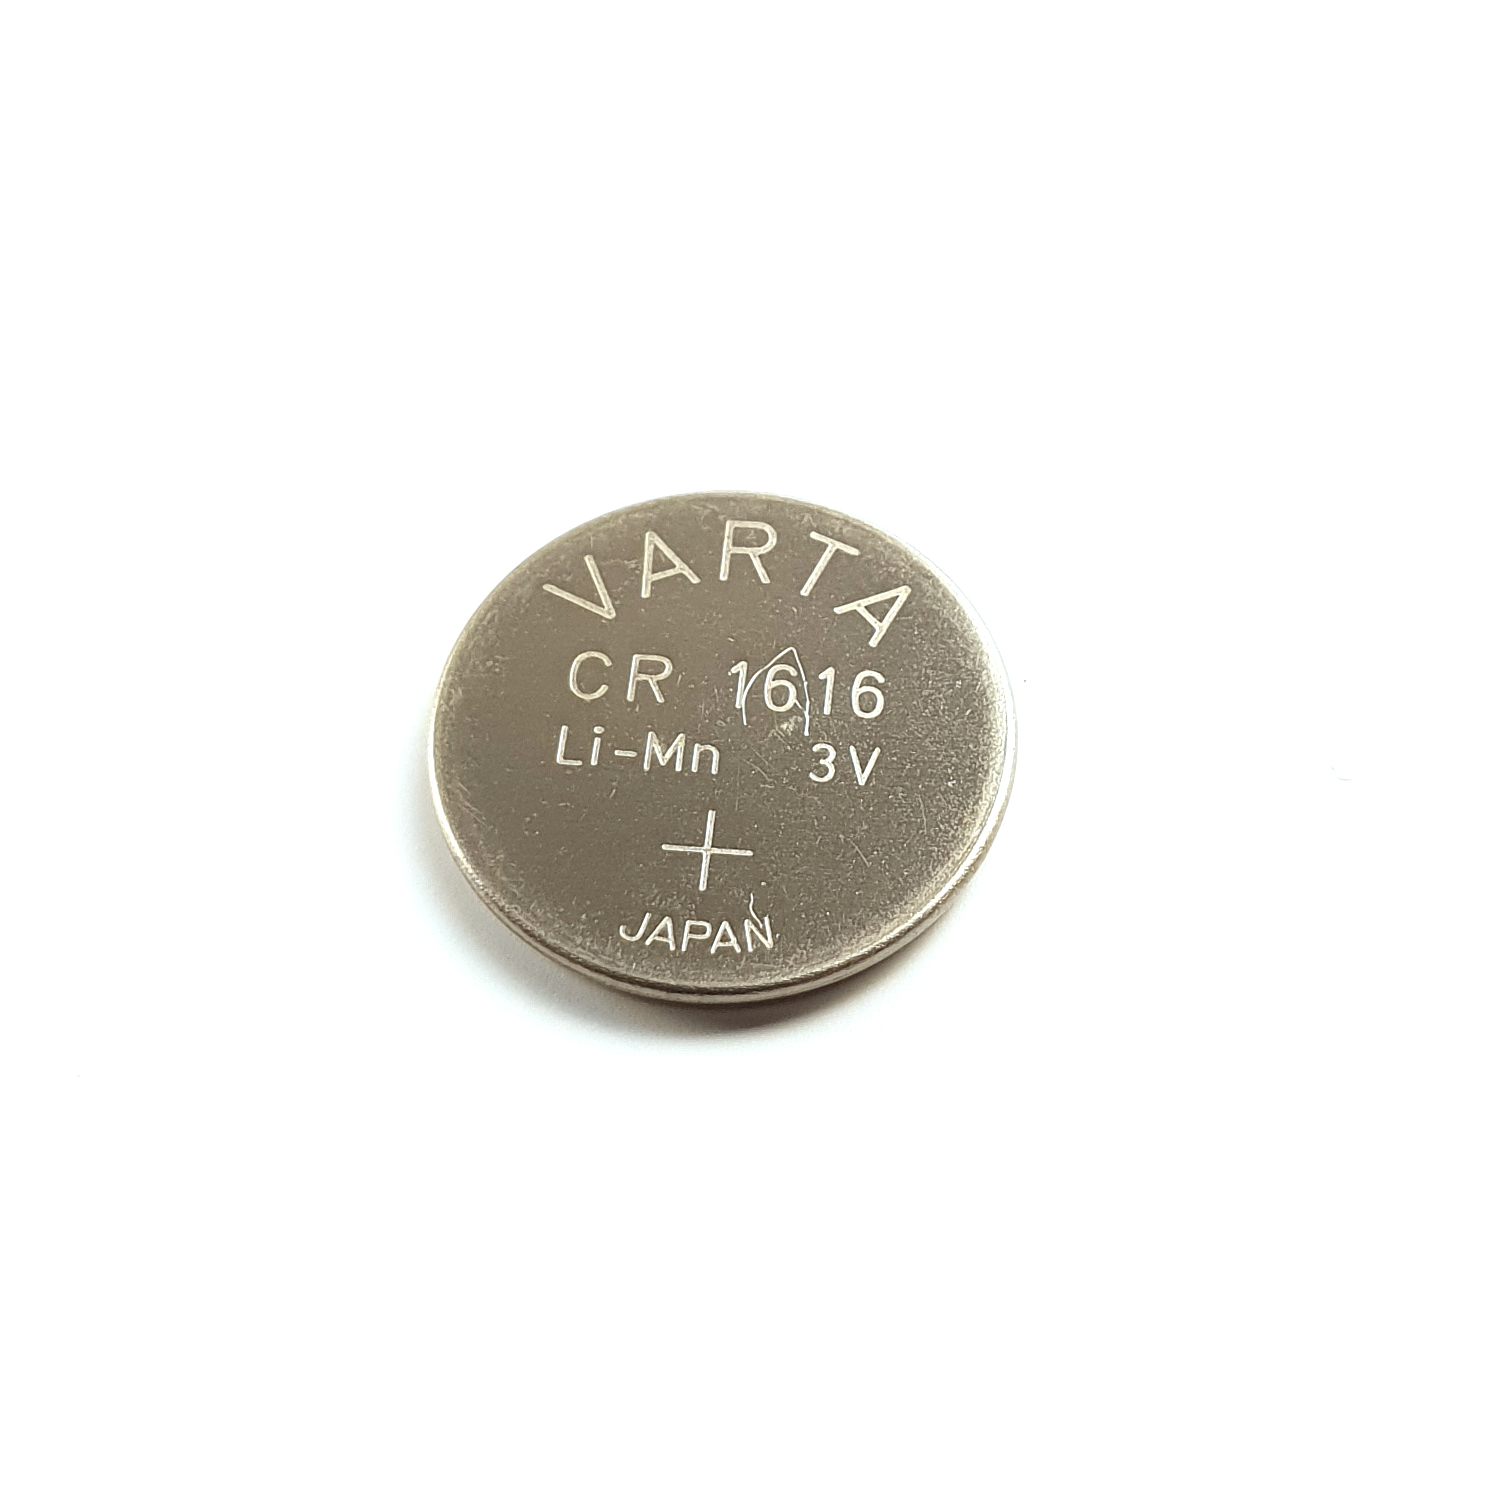 VARTA
CR 1616
Li-Mn 3V
+
JAPAN